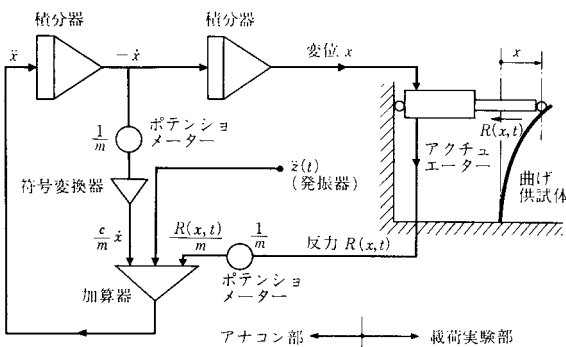 積分器
積分器
ẍ
−ẋ
変位 x
x
1/m
ポテンショ
メーター
R(x, t)
アクチュ
エーター
符号変換器
z̈(t)
(発振器)
曲げ
供試体
c/m ẋ
R(x, t)/m
1/m
反力 R(x, t)
加算器
ポテンショ
メーター
アナコン部
載荷実験部